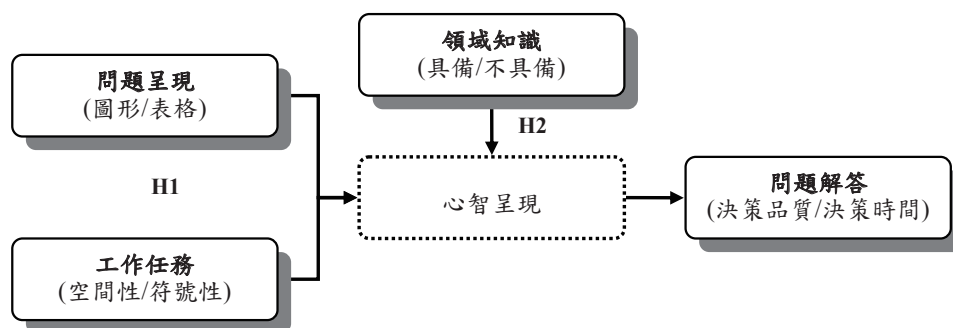 領域知識
(具備/不具備)
問題呈現
(圖形/表格)
H2
H1
心智呈現
問題解答
(決策品質/決策時間)
工作任務
(空間性/符號性)